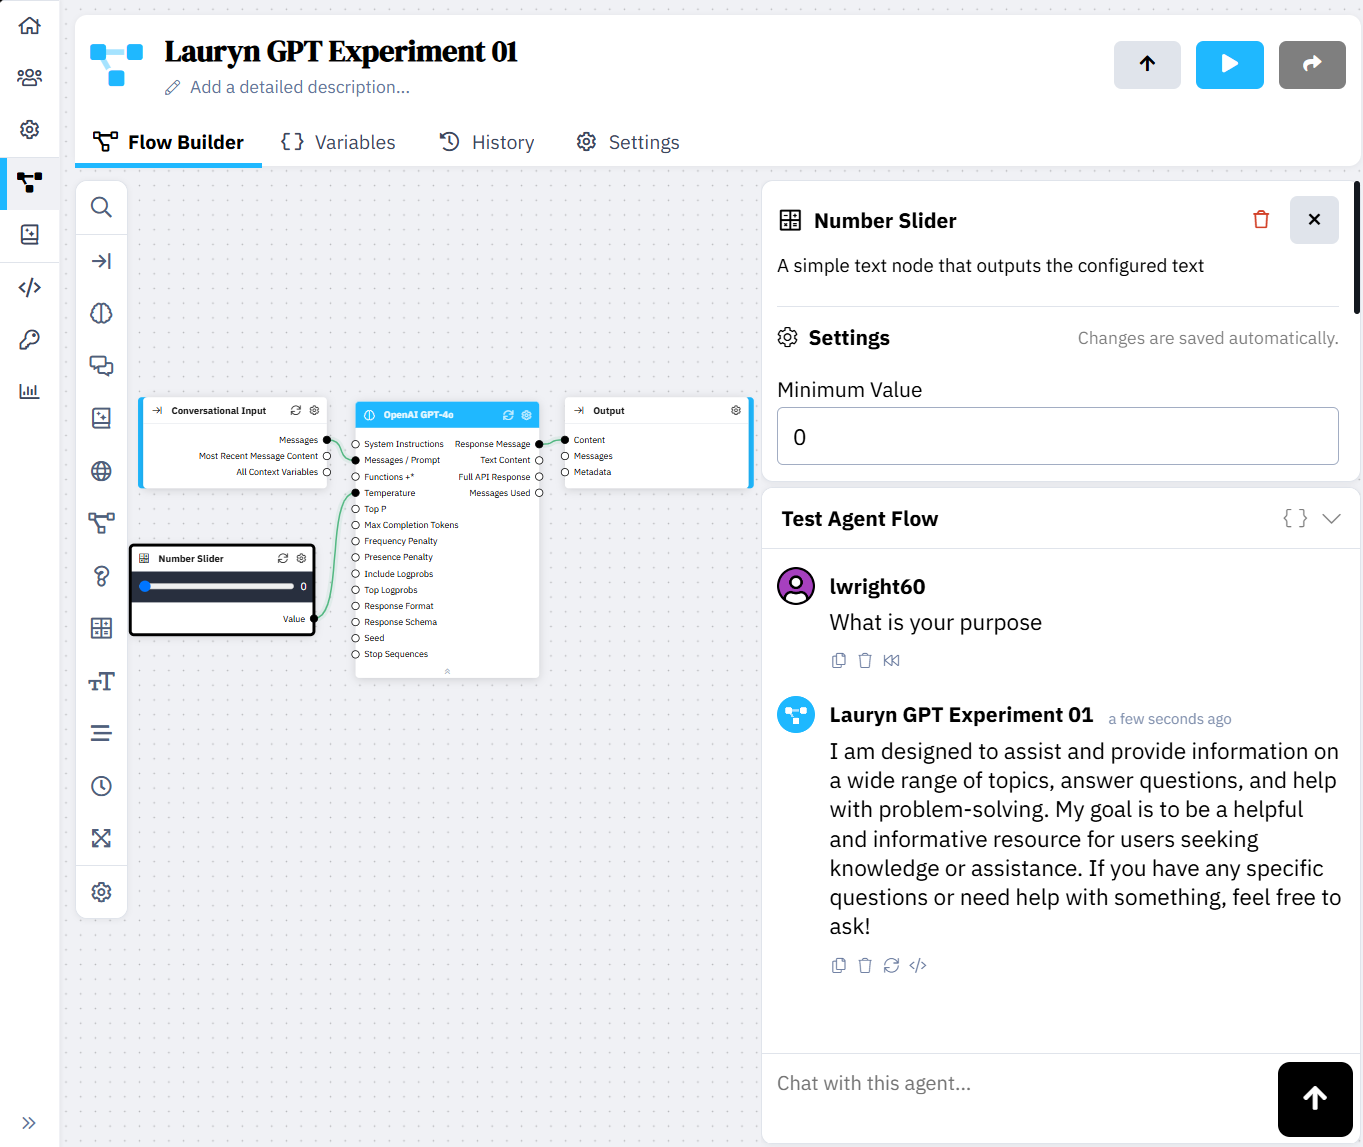 Lauryn GPT Experiment 01
Add a detailed description...
Flow Builder
Variables
History
Settings
Conversational Input
Messages
Most Recent Message Content
All Context Variables
OpenAI GPT-4o
System Instructions
Response Message
Messages / Prompt
Text Content
Functions +*
Full API Response
Temperature
Messages Used
Top P
Max Completion Tokens
Frequency Penalty
Presence Penalty
Include Logprobs
Top Logprobs
Response Format
Response Schema
Seed
Stop Sequences
Output
Content
Messages
Metadata
Number Slider
0
Value
Number Slider
A simple text node that outputs the configured text
Settings
Changes are saved automatically.
Minimum Value
0
Test Agent Flow
lwright60
What is your purpose
Lauryn GPT Experiment 01
a few seconds ago
I am designed to assist and provide information on
a wide range of topics, answer questions, and help
with problem-solving. My goal is to be a helpful
and informative resource for users seeking
knowledge or assistance. If you have any specific
questions or need help with something, feel free to
ask!
Chat with this agent...